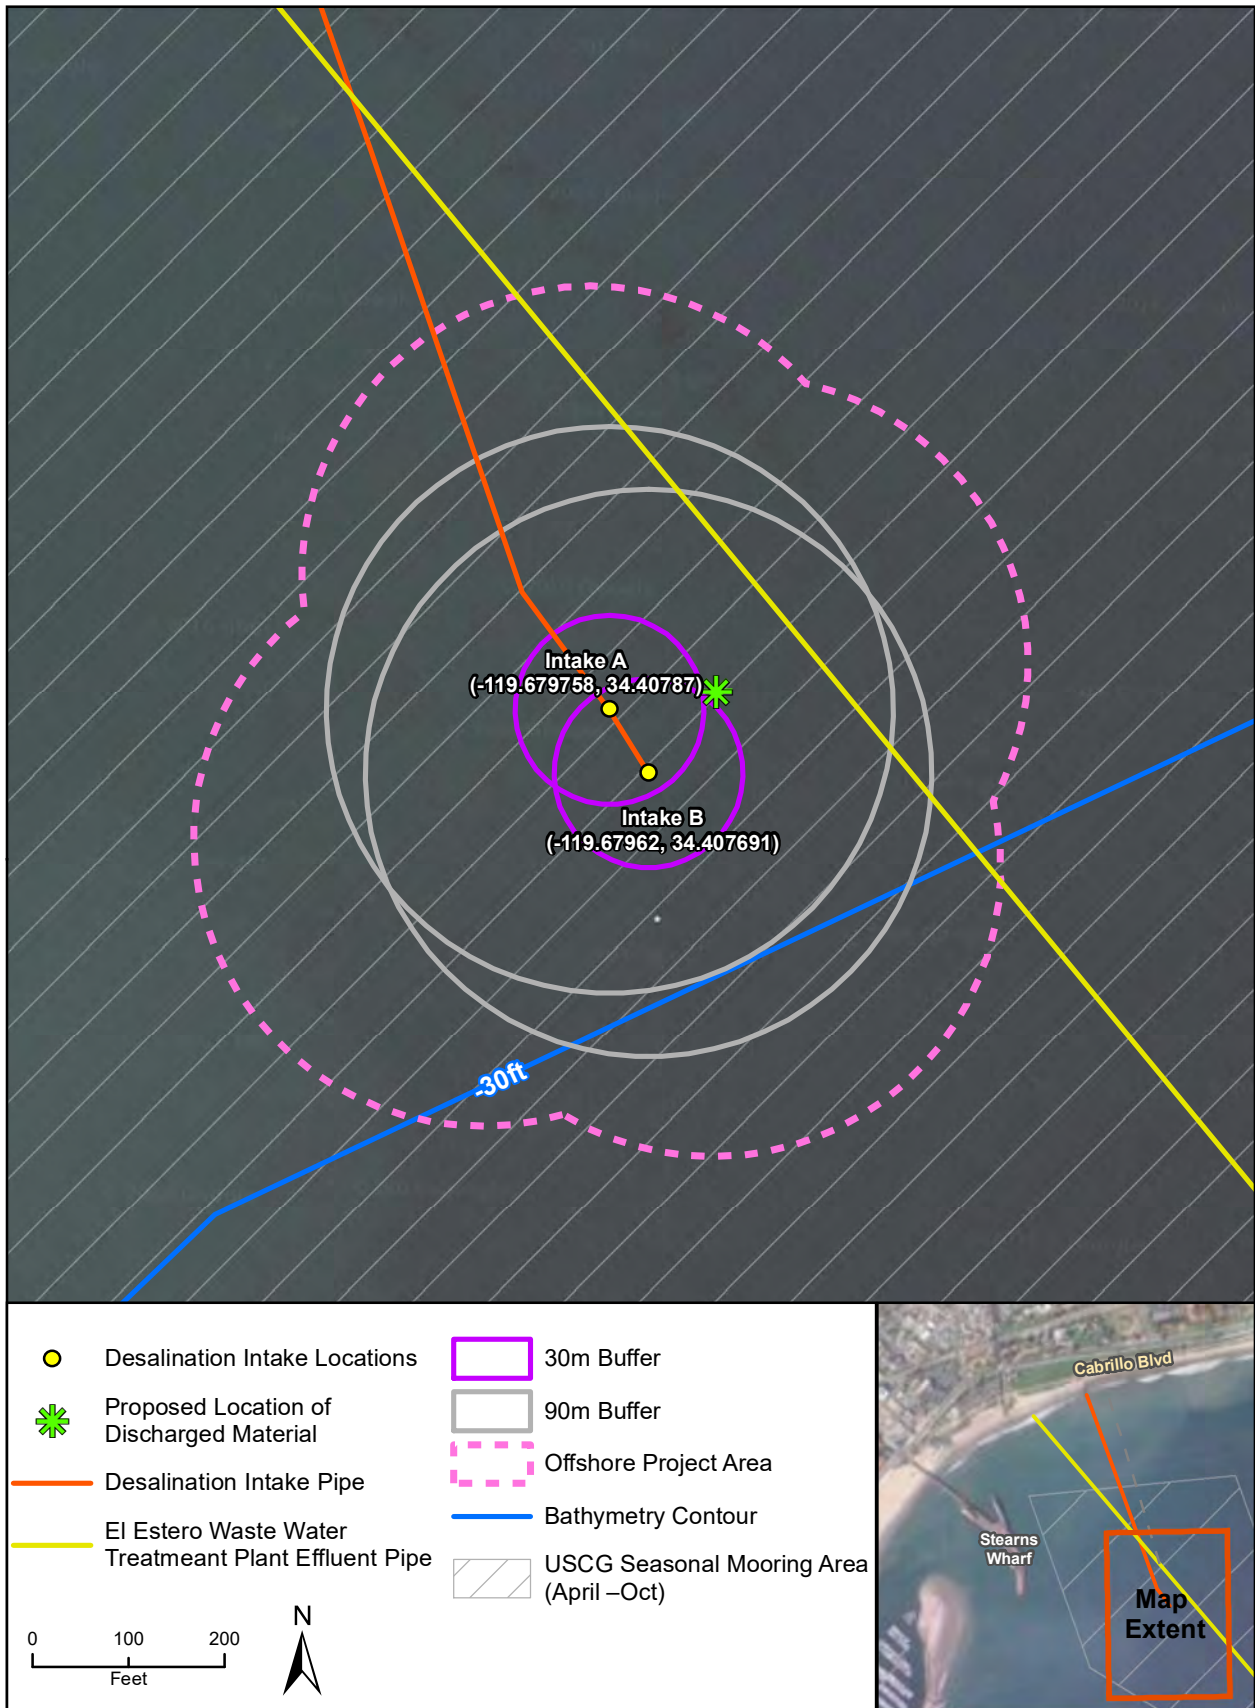 Intake A
(-119.679758, 34.40787)
Intake B
(-119.67962, 34.407691)
-30ft
Desalination Intake Locations
Proposed Location of
Discharged Material
Desalination Intake Pipe
El Estero Waste Water
Treatmeant Plant Effluent Pipe
30m Buffer
90m Buffer
Offshore Project Area
Bathymetry Contour
USCG Seasonal Mooring Area
(April –Oct)
0 100 200
Feet
N
Cabrillo Blvd
Stearns
Wharf
Map
Extent